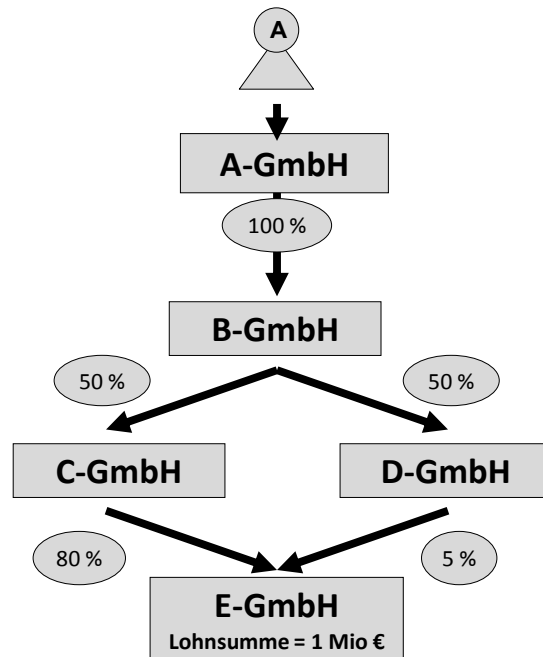 A
A-GmbH
100 %
B-GmbH
50 %
50 %
C-GmbH
D-GmbH
80 %
5 %
E-GmbH
Lohnsumme = 1 Mio €